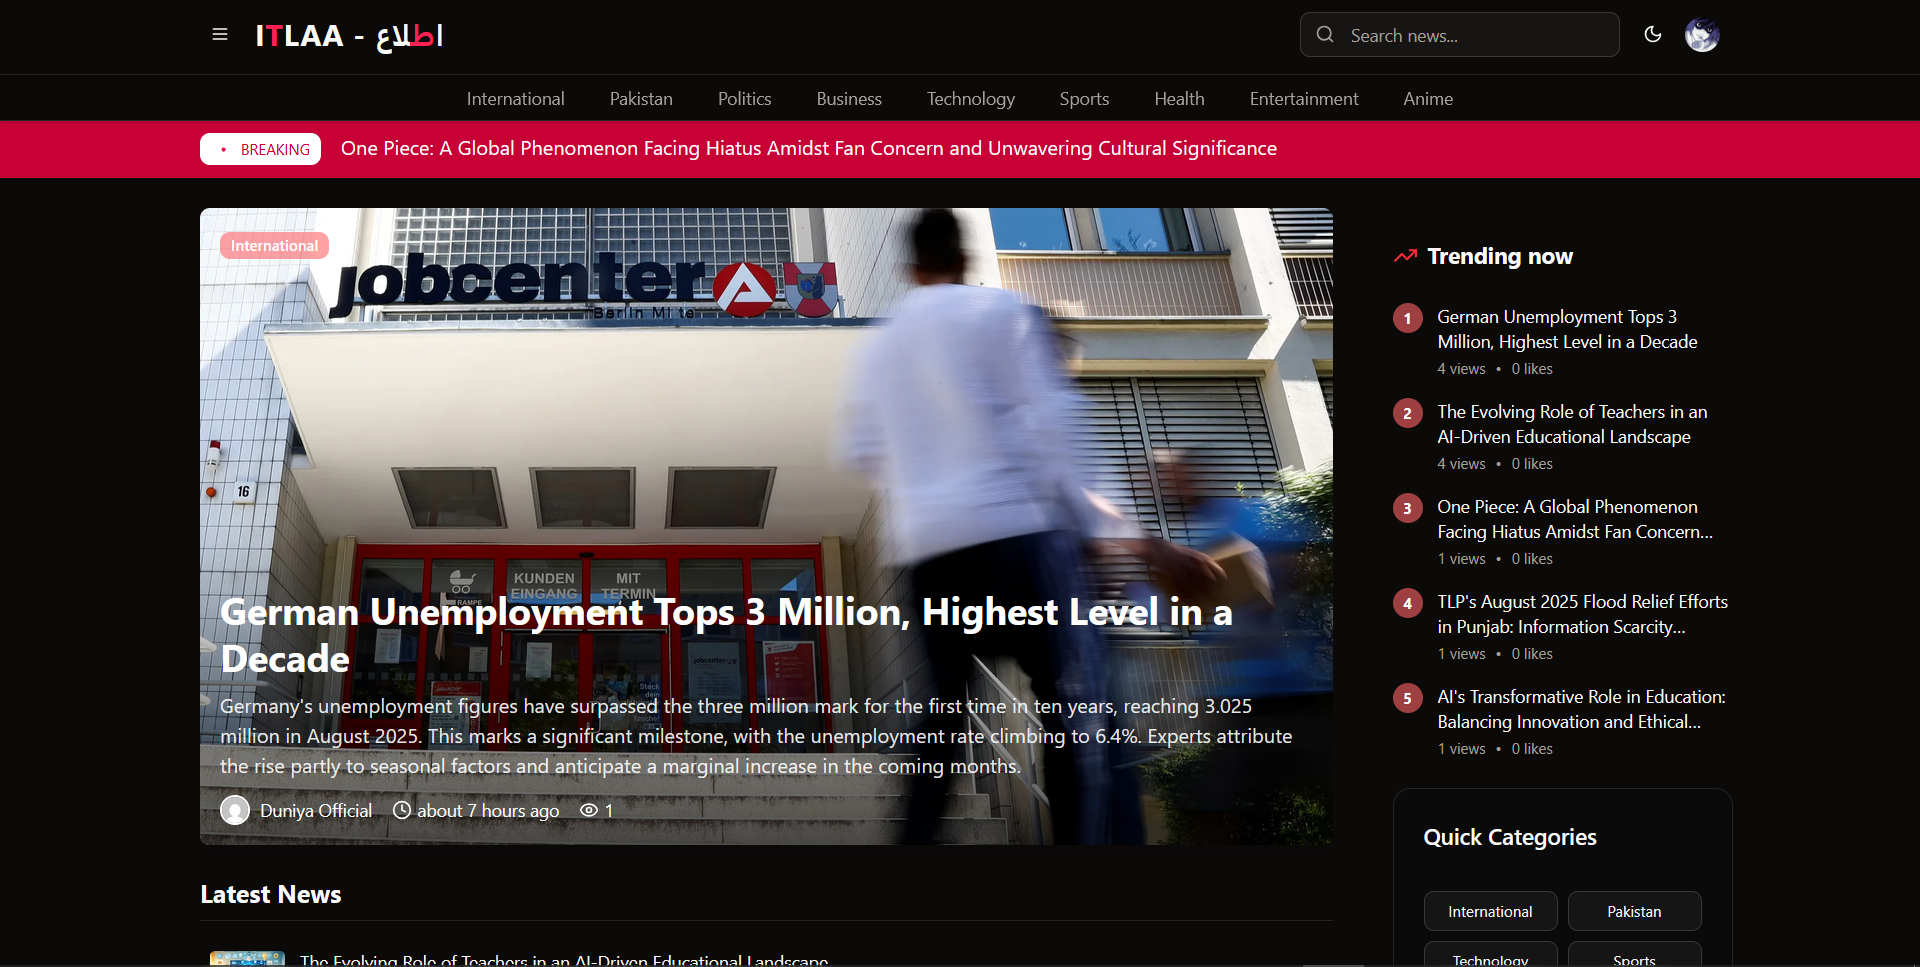 ITLAA - اطلاع
Search news...
International
Pakistan
Politics
Business
Technology
Sports
Health
Entertainment
Anime
• BREAKING
One Piece: A Global Phenomenon Facing Hiatus Amidst Fan Concern and Unwavering Cultural Significance
International
jobcenter
Berlin Mitte
16
KUNDEN
EINGANG
MIT
TERMIN
RAMPE
jobcenter
German Unemployment Tops 3 Million, Highest Level in a
Decade
Germany's unemployment figures have surpassed the three million mark for the first time in ten years, reaching 3.025
million in August 2025. This marks a significant milestone, with the unemployment rate climbing to 6.4%. Experts attribute
the rise partly to seasonal factors and anticipate a marginal increase in the coming months.
Duniya Official
about 7 hours ago
1
Latest News
The Evolving Role of Teachers in an AI-Driven Educational Landscape
Trending now
1
German Unemployment Tops 3
Million, Highest Level in a Decade
4 views • 0 likes
2
The Evolving Role of Teachers in an
AI-Driven Educational Landscape
4 views • 0 likes
3
One Piece: A Global Phenomenon
Facing Hiatus Amidst Fan Concern...
1 views • 0 likes
4
TLP's August 2025 Flood Relief Efforts
in Punjab: Information Scarcity...
1 views • 0 likes
5
AI's Transformative Role in Education:
Balancing Innovation and Ethical...
1 views • 0 likes
Quick Categories
International
Pakistan
Technology
Sports